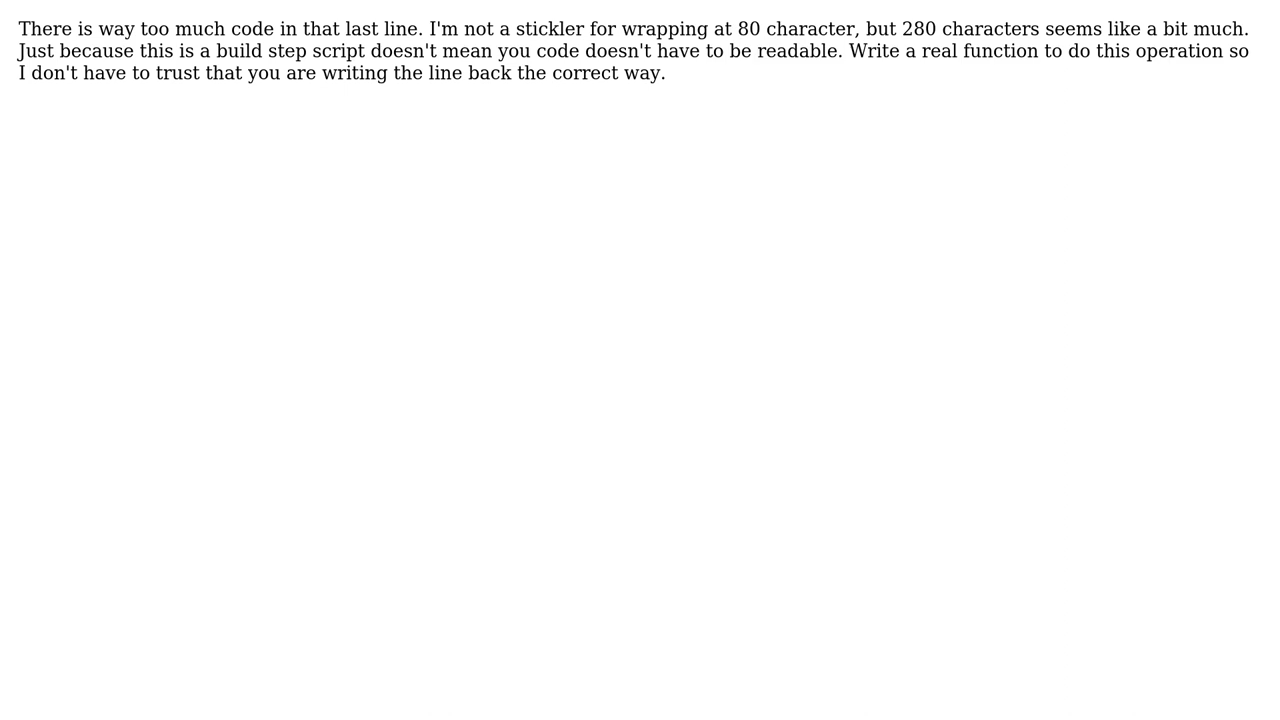 There is way too much code in that last line. I'm not a stickler for wrapping at 80 character, but 280 characters seems like a bit much.
Just because this is a build step script doesn't mean you code doesn't have to be readable. Write a real function to do this operation so
I don't have to trust that you are writing the line back the correct way.